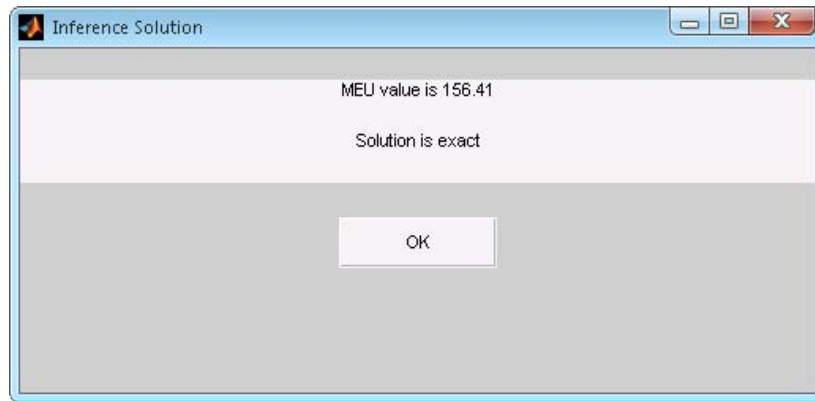 Inference Solution
MEU value is 156.41
Solution is exact
OK